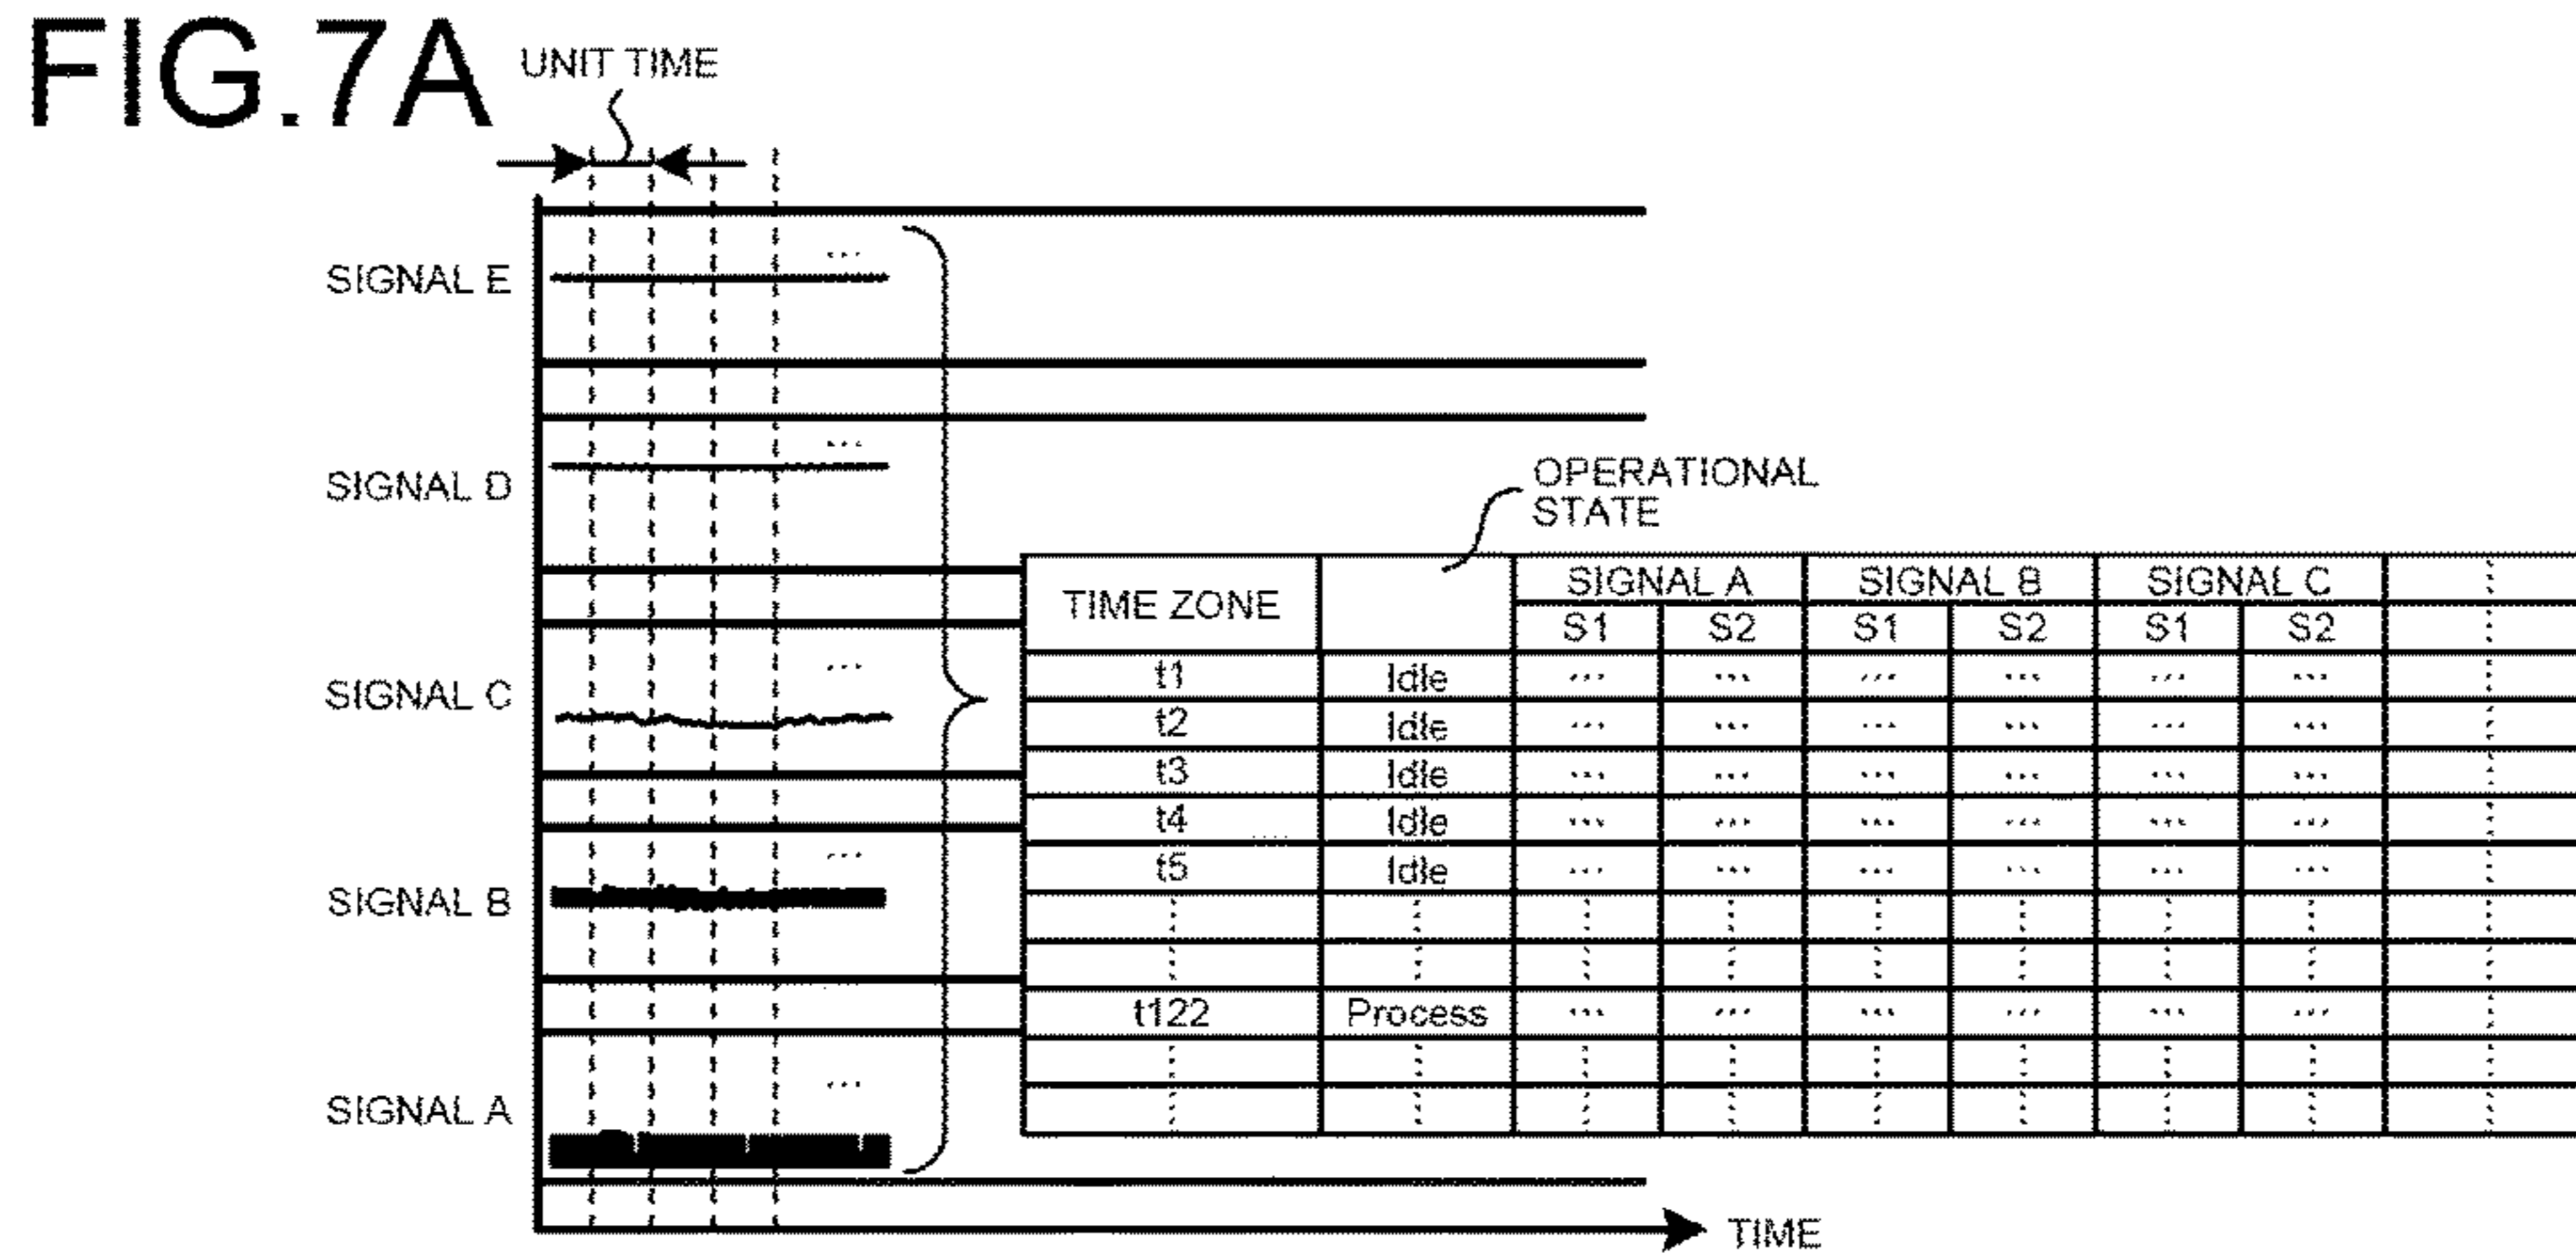 FIG.7A
UNIT TIME
SIGNAL E
...
SIGNAL D
...
SIGNAL C
...
SIGNAL B
...
SIGNAL A
...
TIME
OPERATIONAL
STATE
TIME ZONE SIGNAL A SIGNAL B SIGNAL C
S1 S2 S1 S2 S1 S2
t1 Idle ... ... ... ... ... ...
t2 Idle ... ... ... ... ... ...
t3 Idle ... ... ... ... ... ...
t4 Idle ... ... ... ... ... ...
t5 Idle ... ... ... ... ... ...
t122 Process ... ... ... ... ... ...